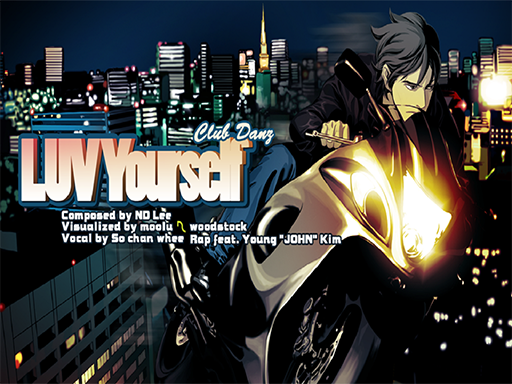 Club Danz
LUV Yourself
Composed by ND Lee
Visualized by moolu woodstock
Vocal by So chan whee Rap feat. Young "JOHN" Kim